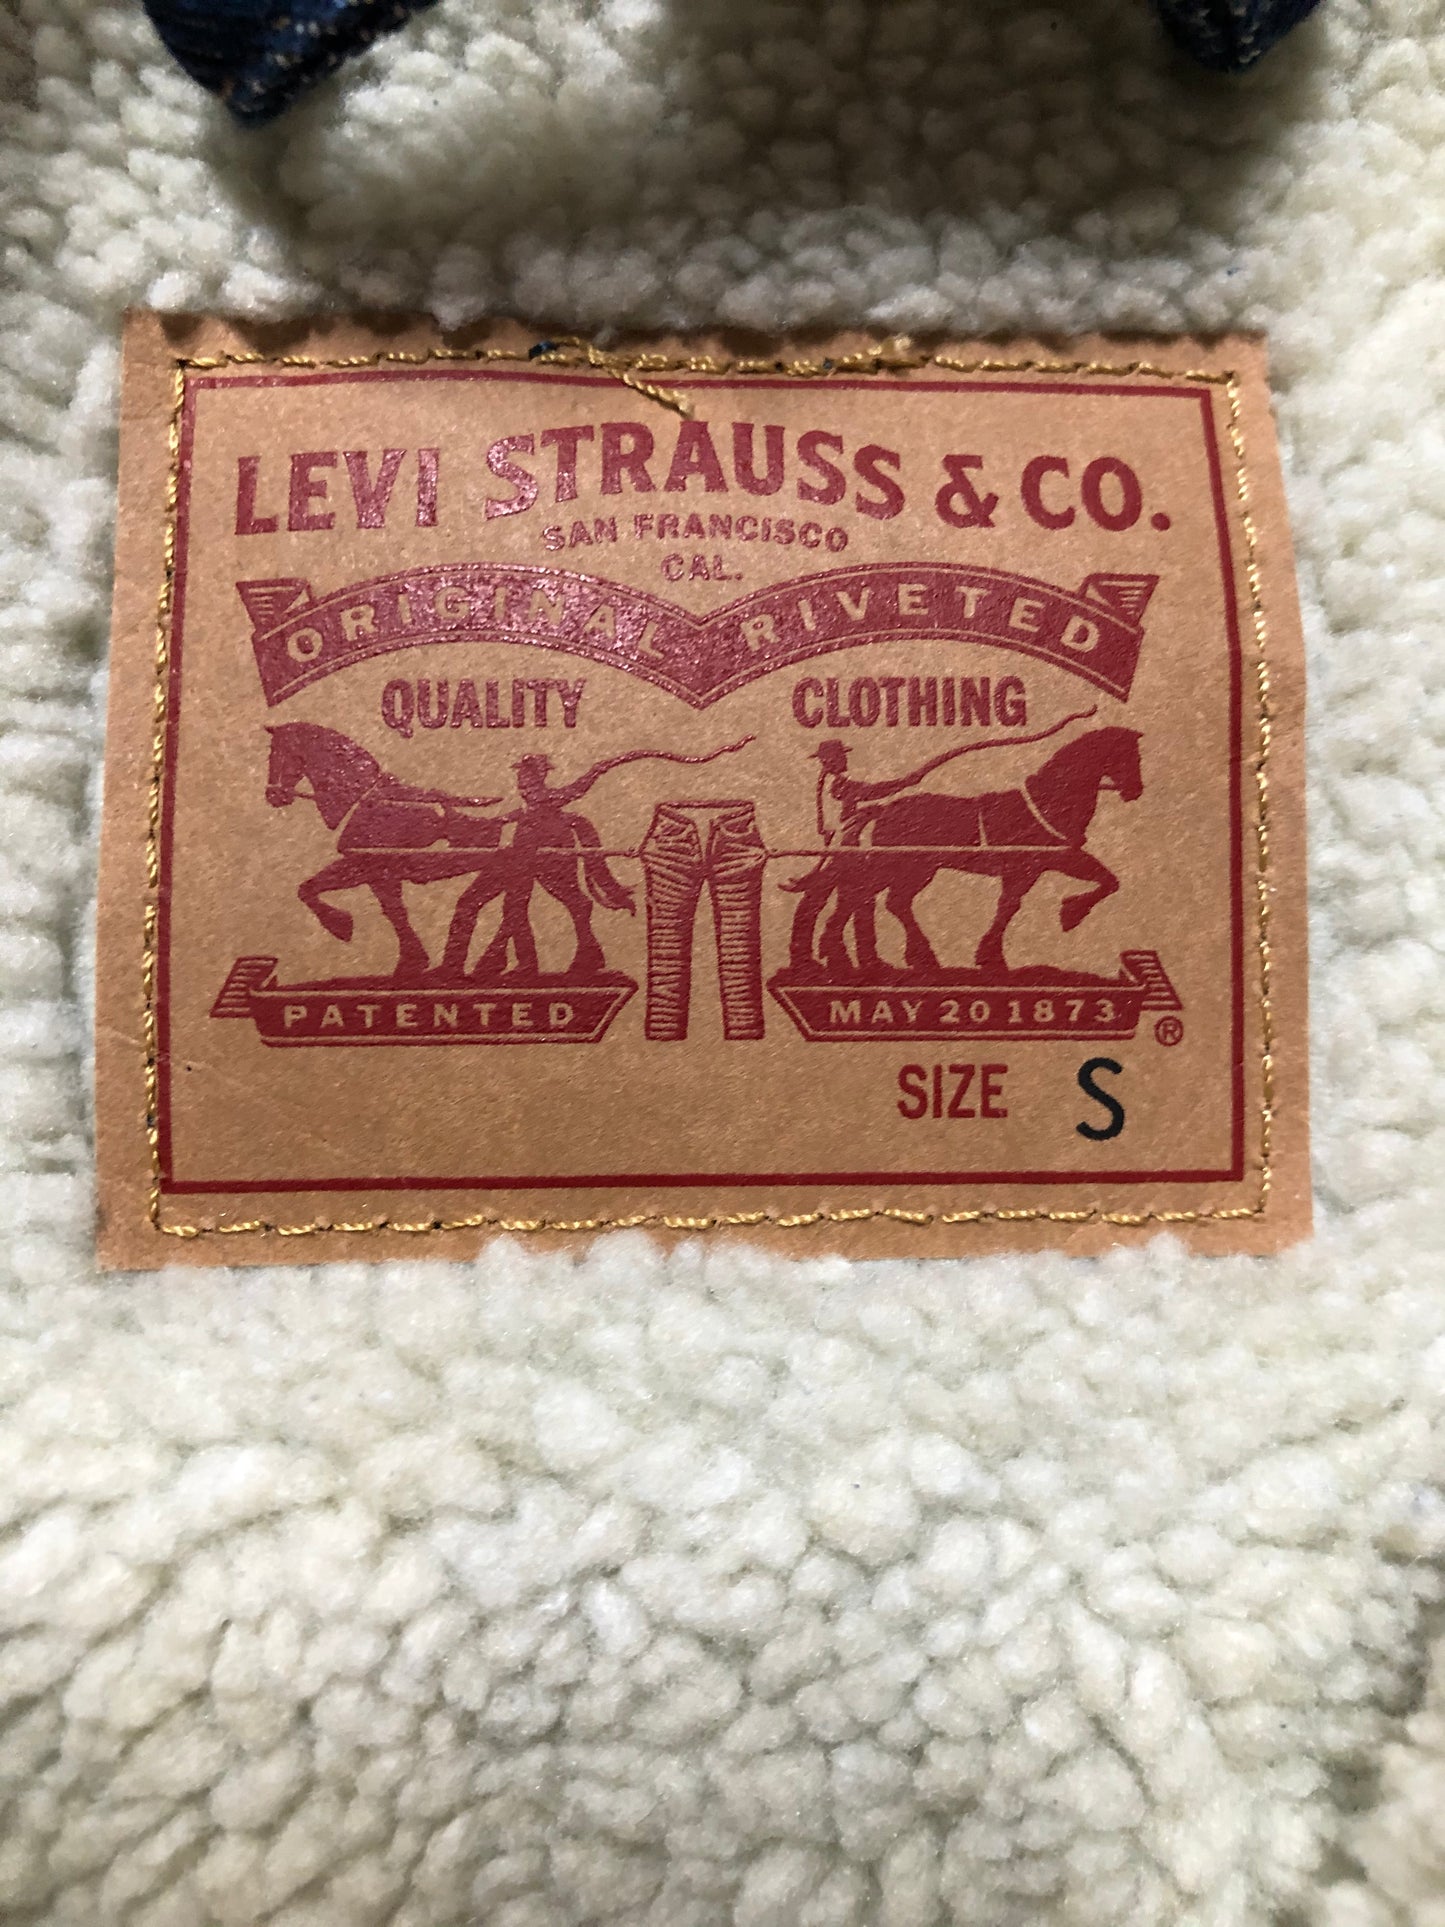 LEVI STRAUSS & CO.
SAN FRANCISCO
CAL.
ORIGINAL RIVETED
QUALITY CLOTHING
PATENTED MAY 20 1873 ®
SIZE S